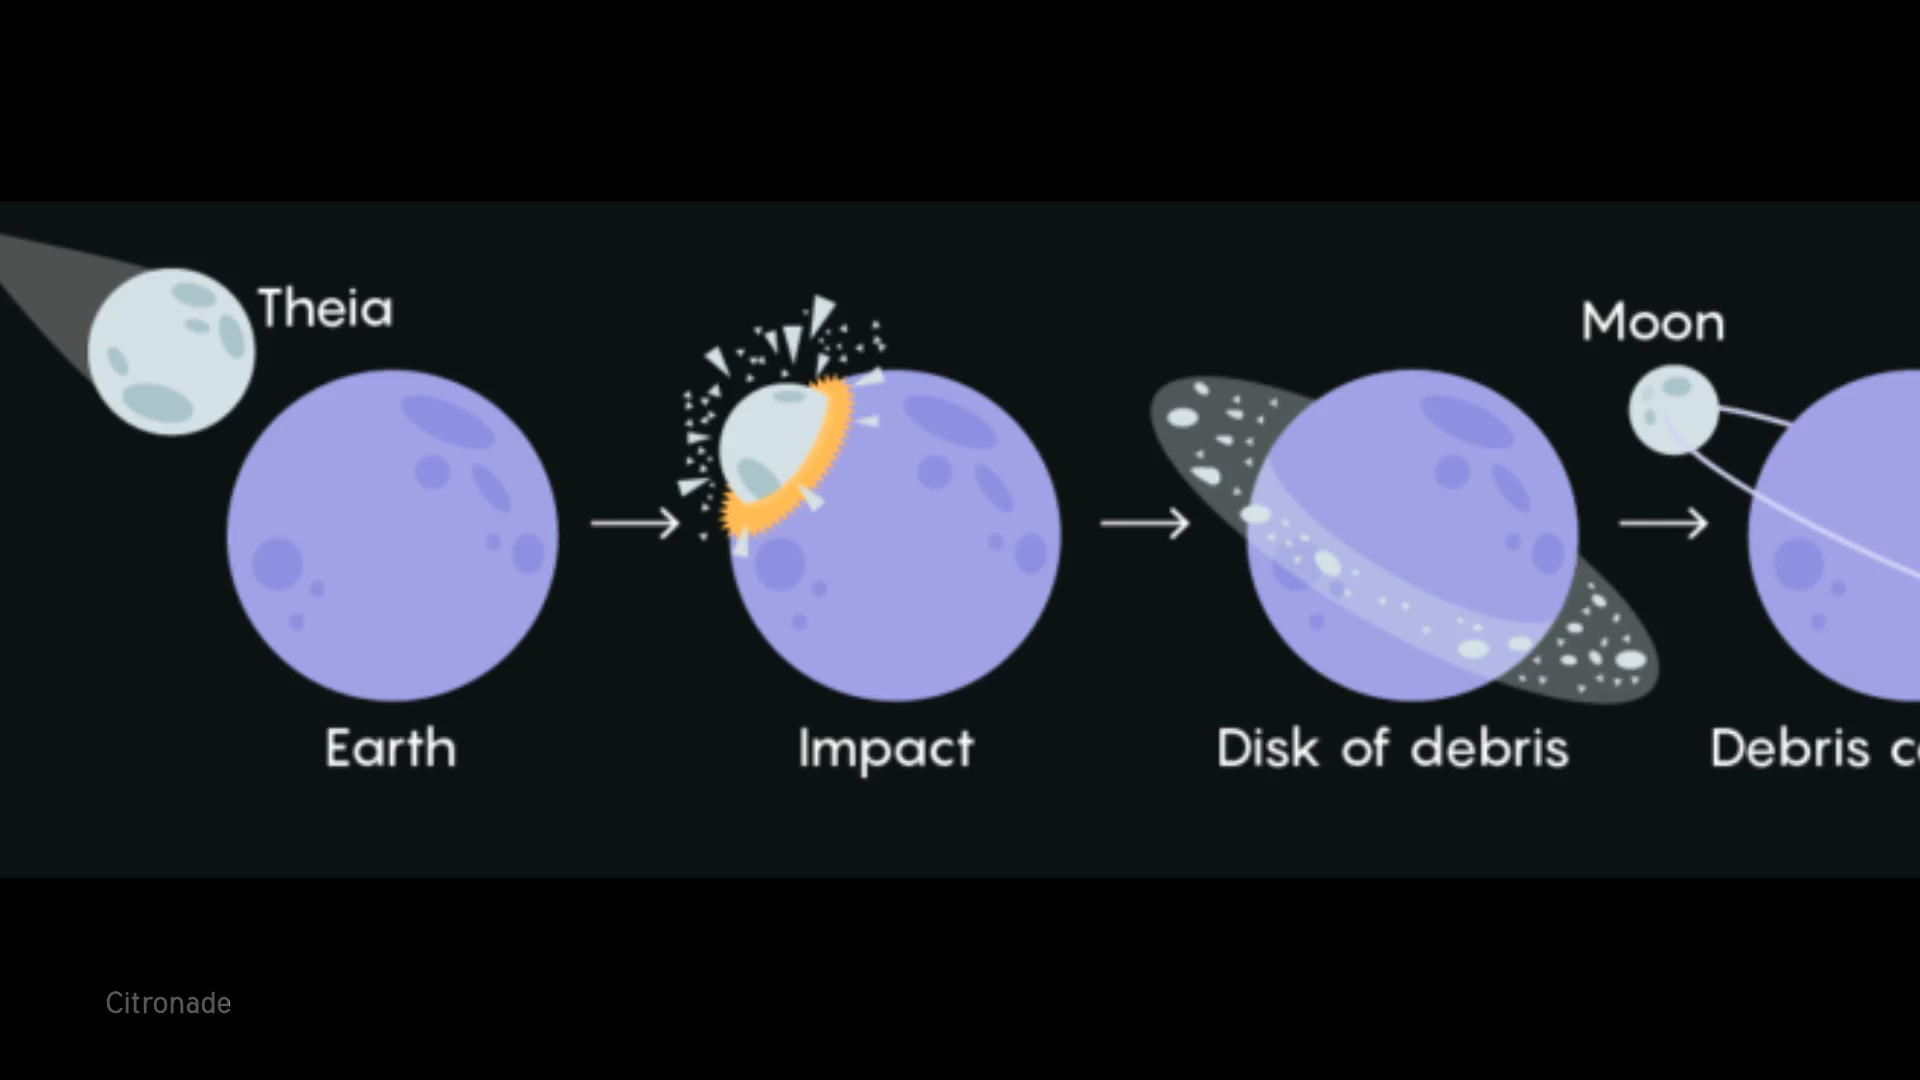 Theia
Moon
Earth
Impact
Disk of debris
Debris
Citronade